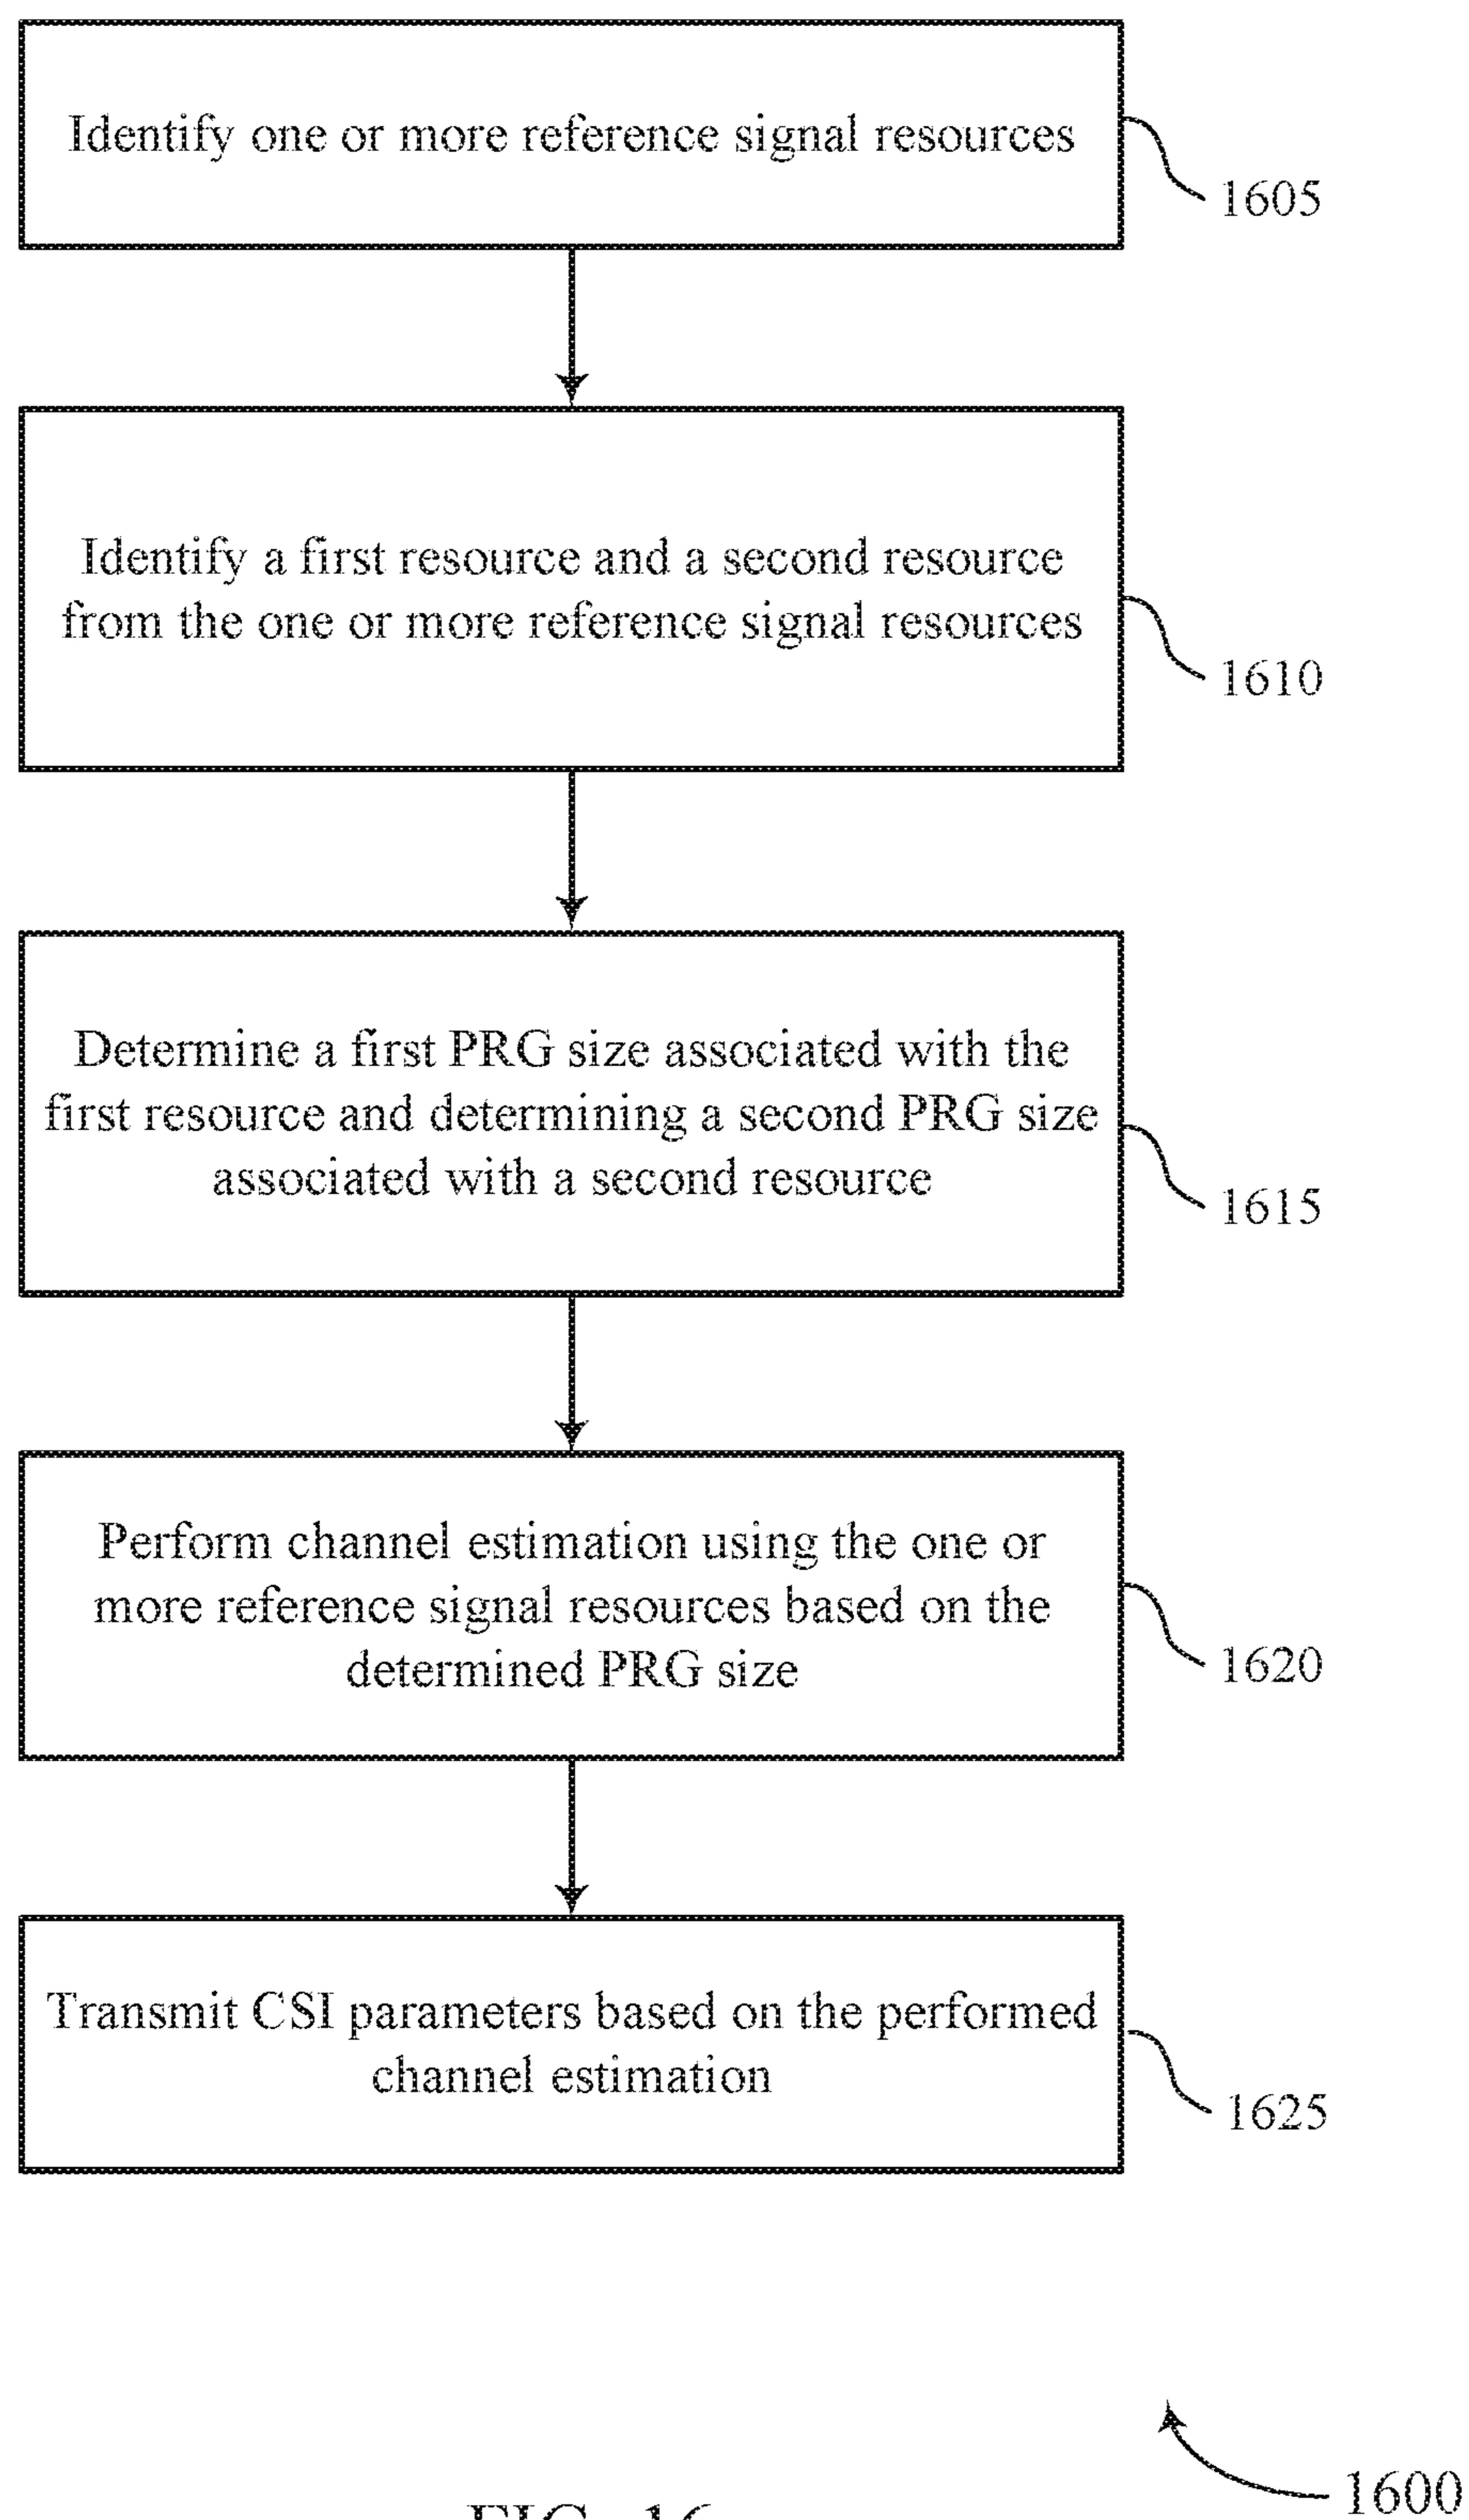 Identify one or more reference signal resources
1605
Identify a first resource and a second resource
from the one or more reference signal resources
1610
Determine a first PRG size associated with the
first resource and determining a second PRG size
associated with a second resource
1615
Perform channel estimation using the one or
more reference signal resources based on the
determined PRG size
1620
Transmit CSI parameters based on the performed
channel estimation
1625
1600
FIG. 16